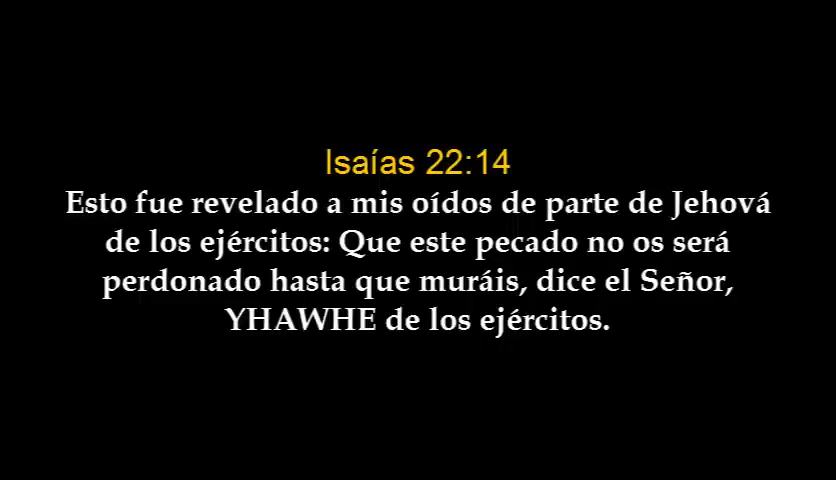 Isaías 22:14
Esto fue revelado a mis oídos de parte de Jehová
de los ejércitos: Que este pecado no os será
perdonado hasta que muráis, dice el Señor,
YHAWHE de los ejércitos.